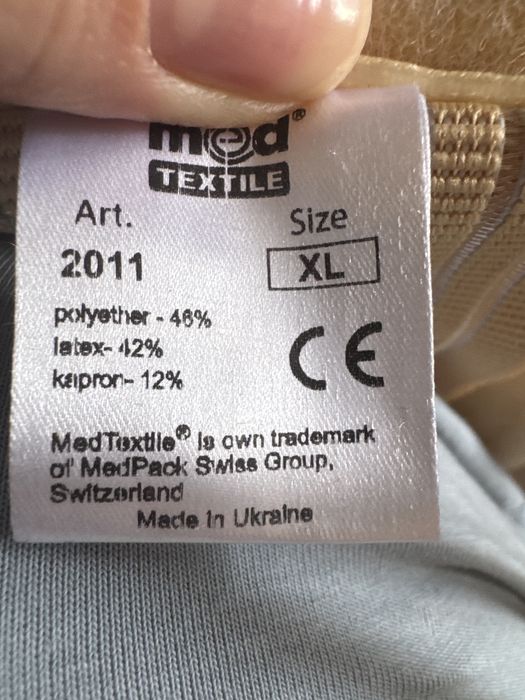 med®
TEXTILE
Art.
Size
2011
XL
polyether - 46%
latex- 42%
kapron- 12%
CE
MedTextile® is own trademark
of MedPack Swiss Group,
Switzerland
Made in Ukraine